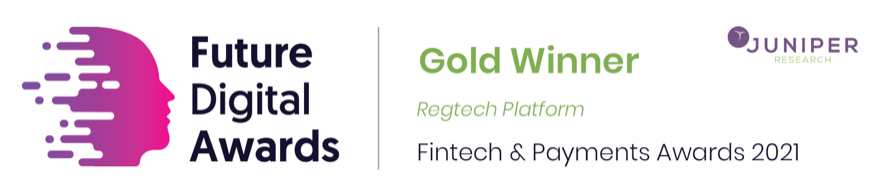 Future
Digital
Awards
Gold Winner
Regtech Platform
Fintech & Payments Awards 2021
JUNIPER
RESEARCH